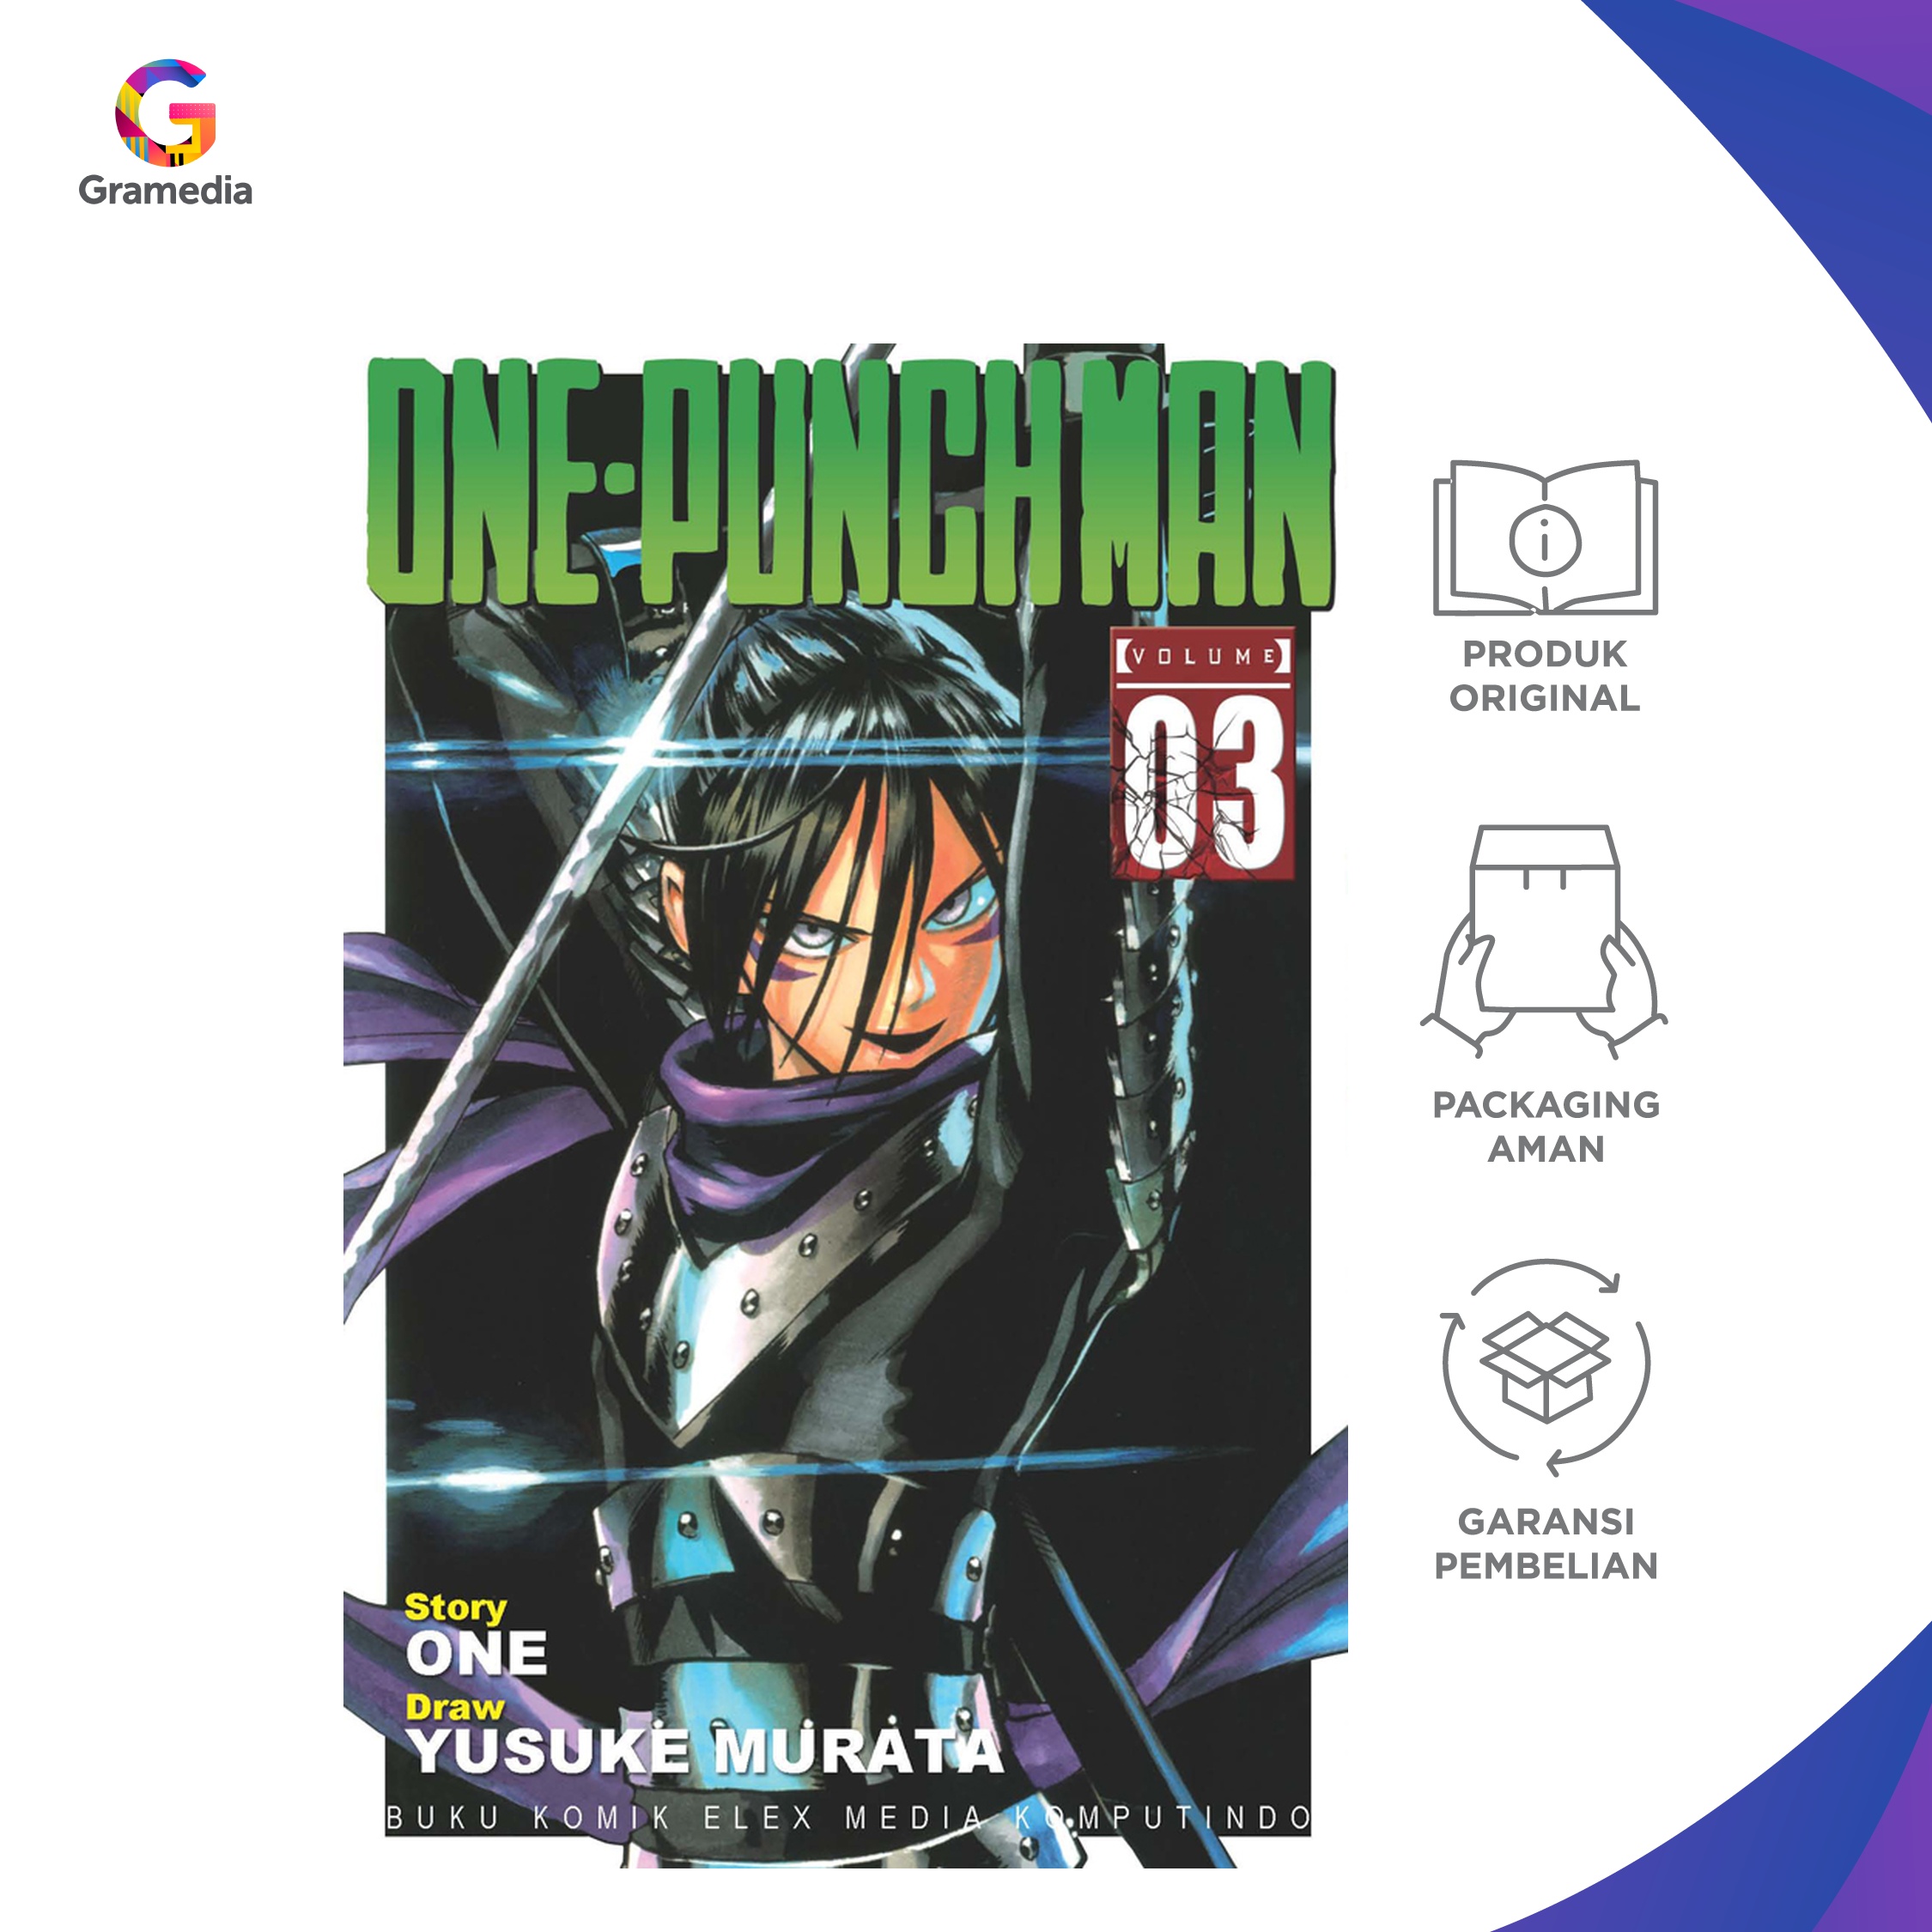 Gramedia
ONE-PUNCH MAN
VOLUME
03
PRODUK
ORIGINAL
PACKAGING
AMAN
GARANSI
PEMBELIAN
Story
ONE
Draw
YUSUKE MURATA
BUKU KOMIK ELEX MEDIA KOMPUTINDO